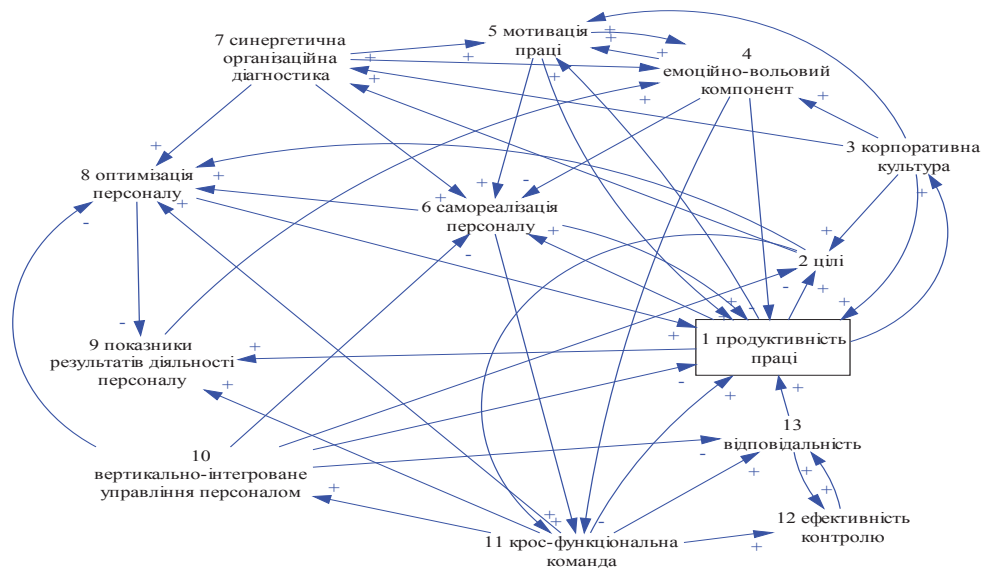 5 мотивація
праці
7 синергетична
організаційна
діагностика
4
емоційно-вольовий
компонент
3 корпоративна
культура
8 оптимізація
персоналу
6 самореалізація
персоналу
2 цілі
1 продуктивність
праці
9 показники
результатів діяльності
персоналу
13
відповідальність
10
вертикально-інтегроване
управління персоналом
12 ефективність
контролю
11 крос-функціональна
команда